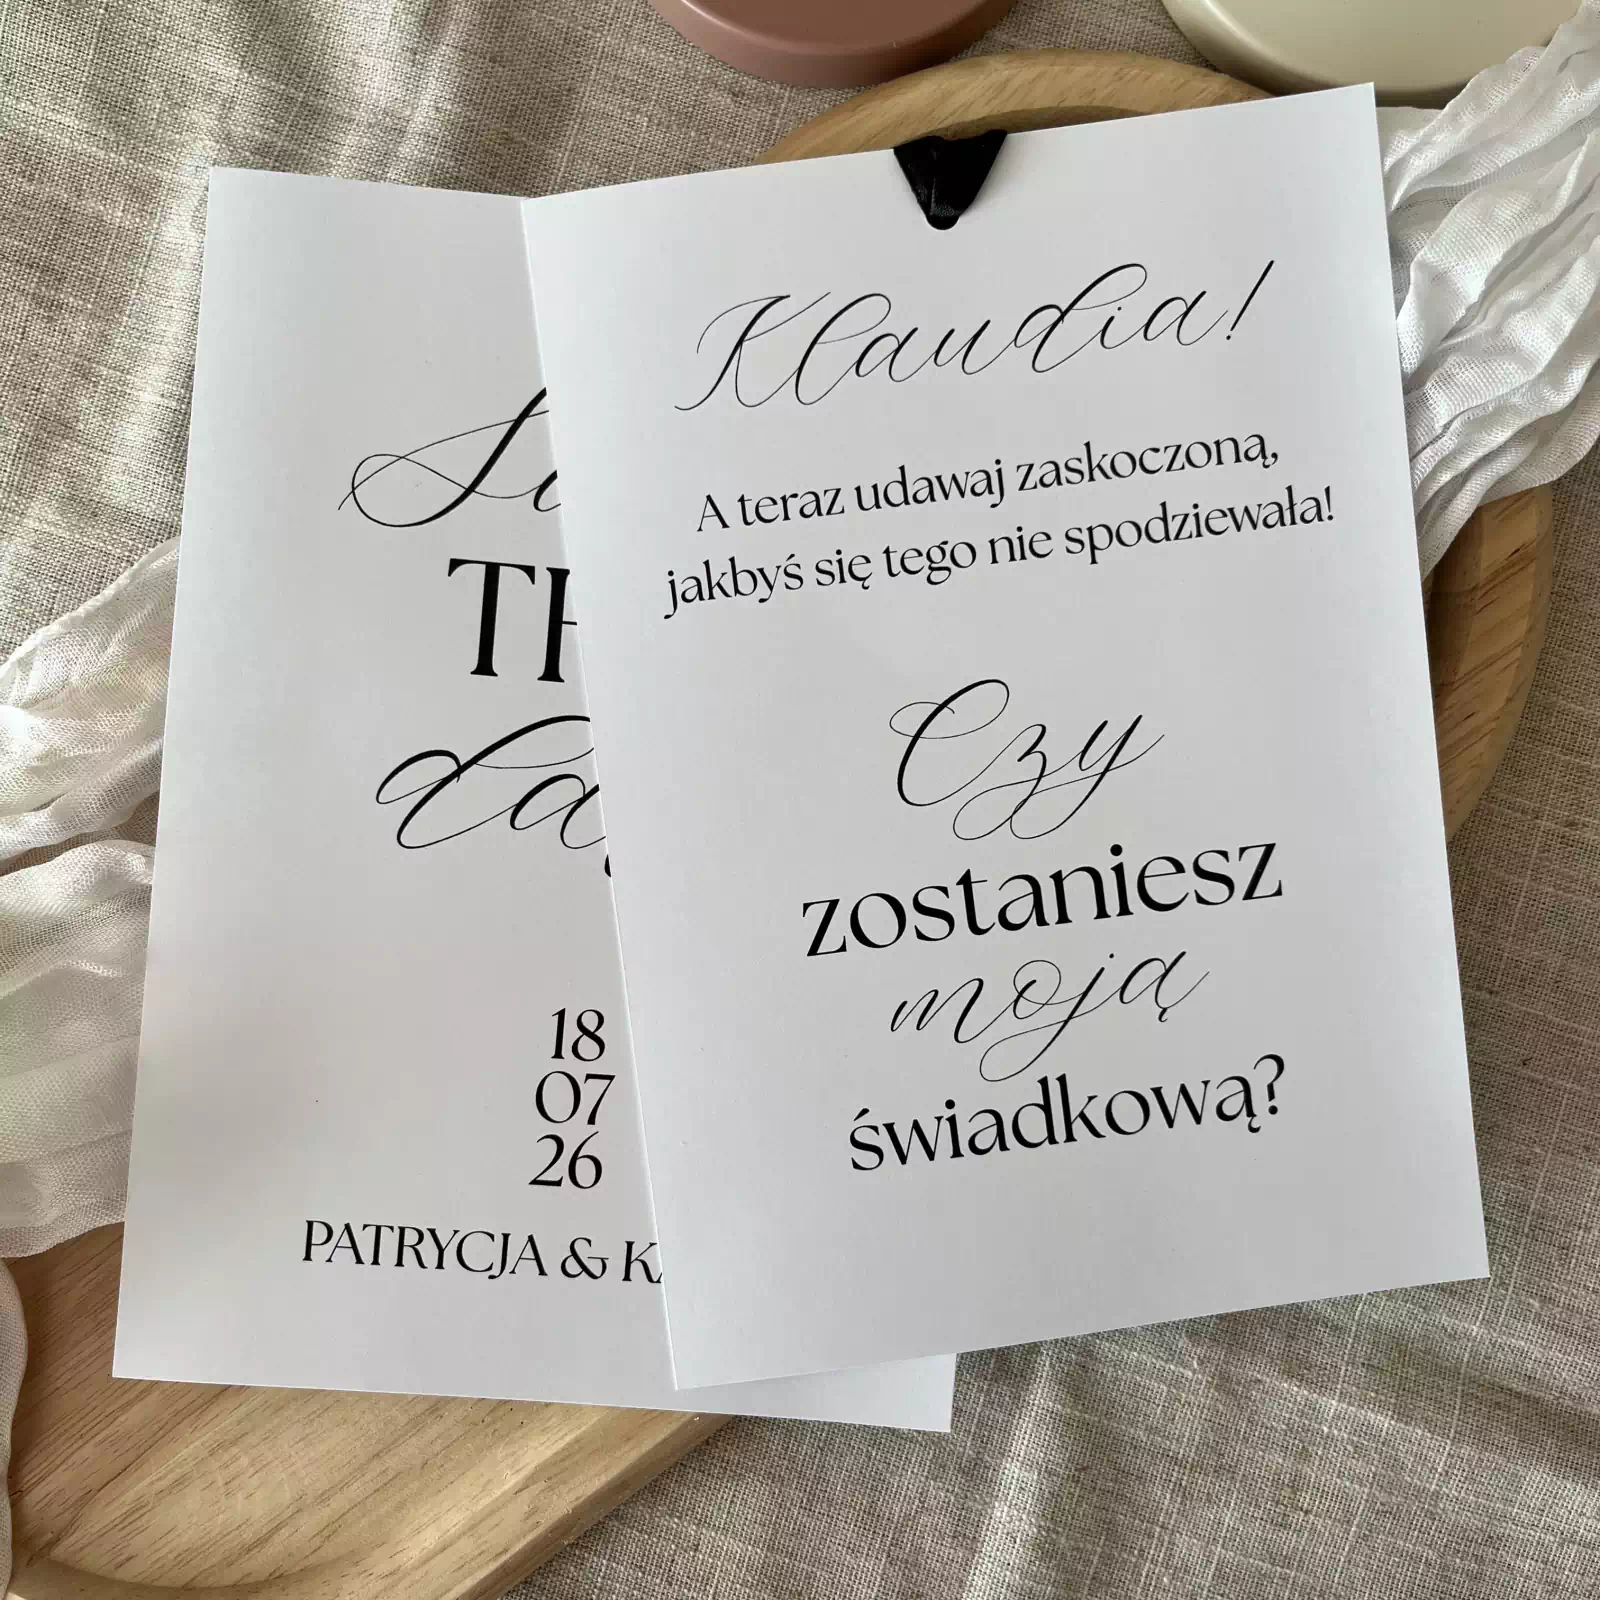 TH
18
07
26
PATRYCJA &
Klaudia!
A teraz udawaj zaskoczoną,
jakbyś się tego nie spodziewała!
Czy
zostaniesz
moją
świadkową?